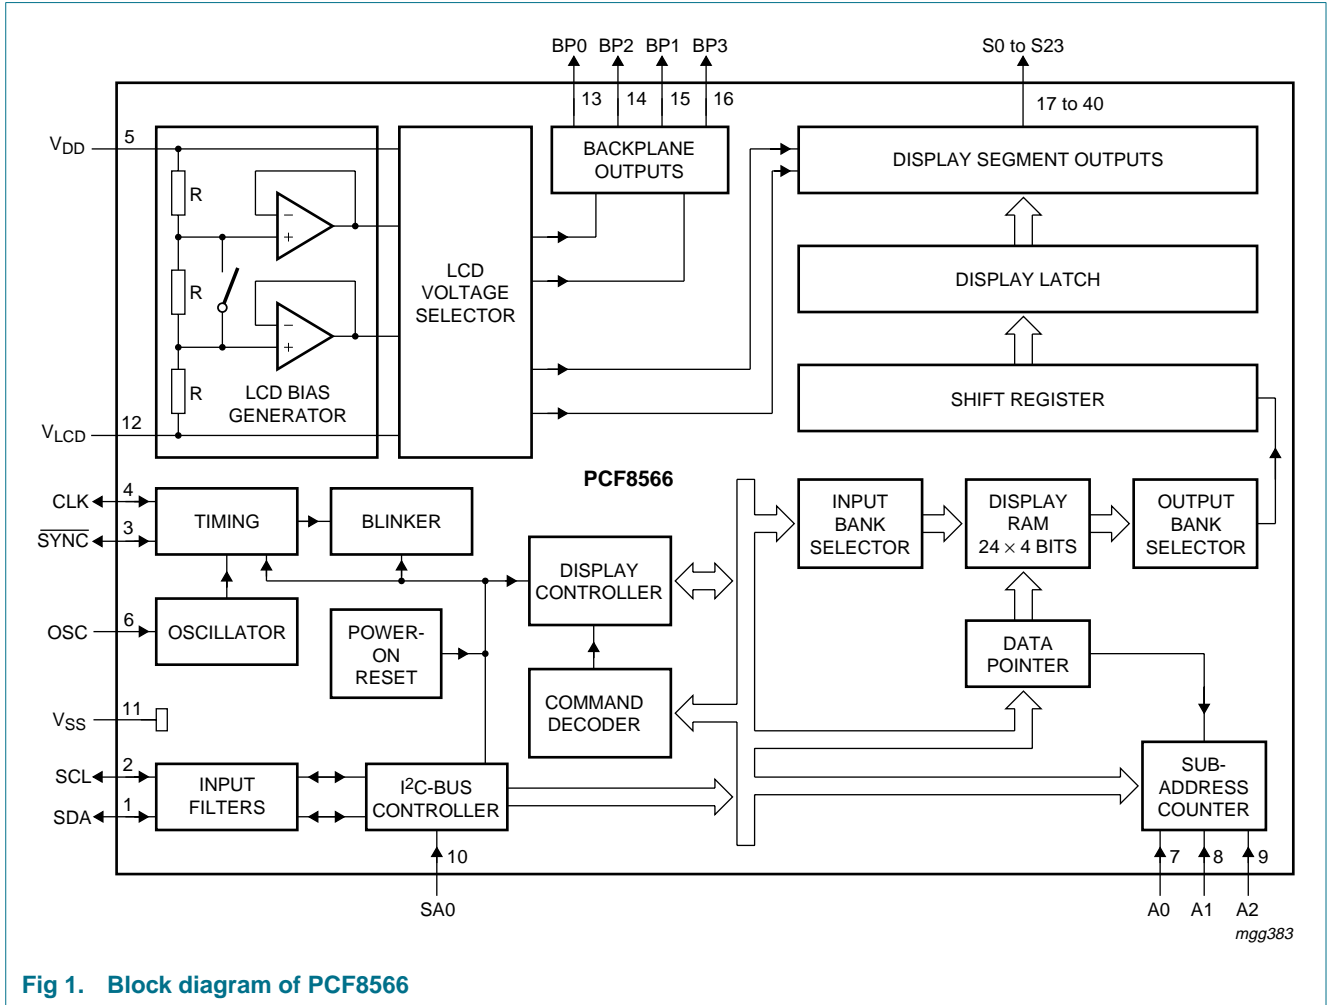 BP0 BP2 BP1 BP3 S0 to S23
13 14 15 16 17 to 40
VDD 5
BACKPLANE
OUTPUTS
DISPLAY SEGMENT OUTPUTS
R
−
+
LCD
VOLTAGE
SELECTOR
DISPLAY LATCH
R
−
+
R
LCD BIAS
GENERATOR
SHIFT REGISTER
VLCD 12
PCF8566
CLK 4
SYNC 3
TIMING
BLINKER
INPUT
BANK
SELECTOR
DISPLAY
RAM
24 × 4 BITS
OUTPUT
BANK
SELECTOR
DISPLAY
CONTROLLER
OSC 6
OSCILLATOR
POWER-
ON
RESET
DATA
POINTER
COMMAND
DECODER
VSS 11
SCL 2
SDA 1
INPUT
FILTERS
I2C-BUS
CONTROLLER
SUB-
ADDRESS
COUNTER
10 7 8 9
SA0 A0 A1 A2
mgg383
Fig 1. Block diagram of PCF8566